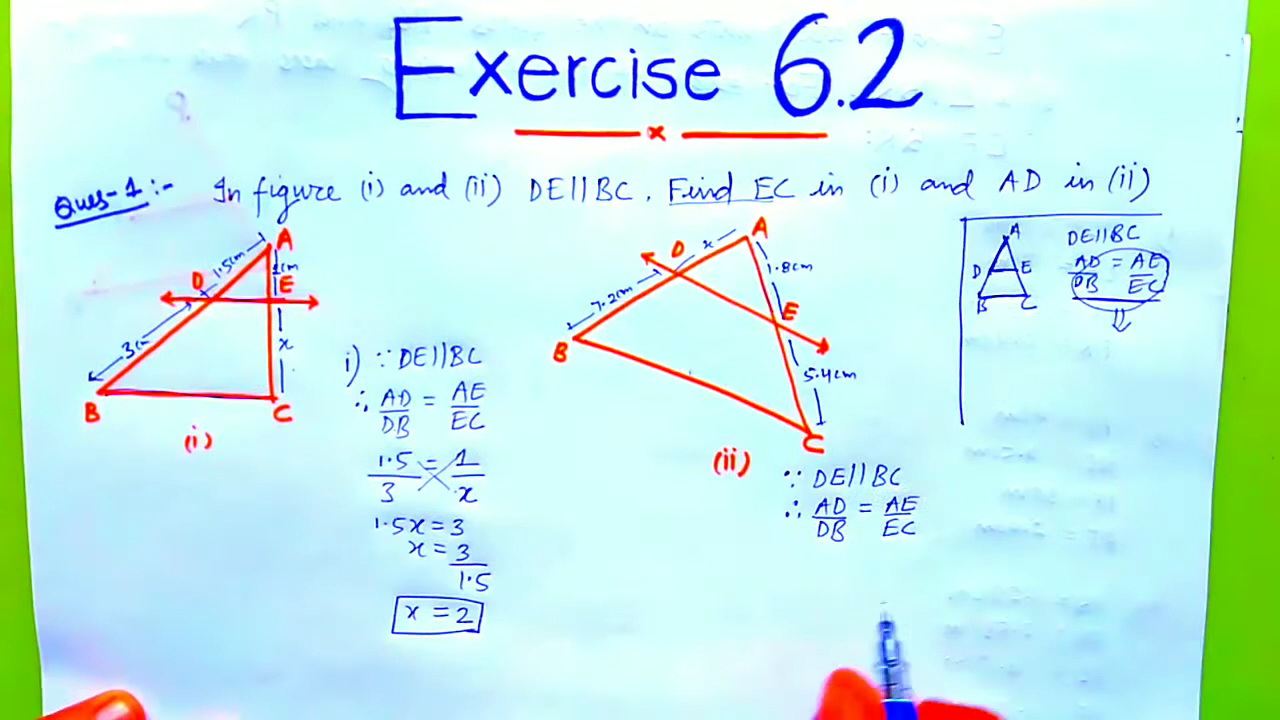 Exercise 6.2
x
Ques-1:- In figure (i) and (ii) DE||BC. Find EC in (i) and AD in (ii)
A
1.5cm
1cm
D
E
3cm
x
B
C
(i)
i) ∵ DE||BC
∴ AD/DB = AE/EC
1.5/3 = 1/x
1.5x = 3
x = 3/1.5
x = 2
A
x
D
1.8cm
7.2cm
E
B
5.4cm
C
(ii)
∵ DE||BC
∴ AD/DB = AE/EC
A
D
E
B
C
DE||BC
AD/DB = AE/EC